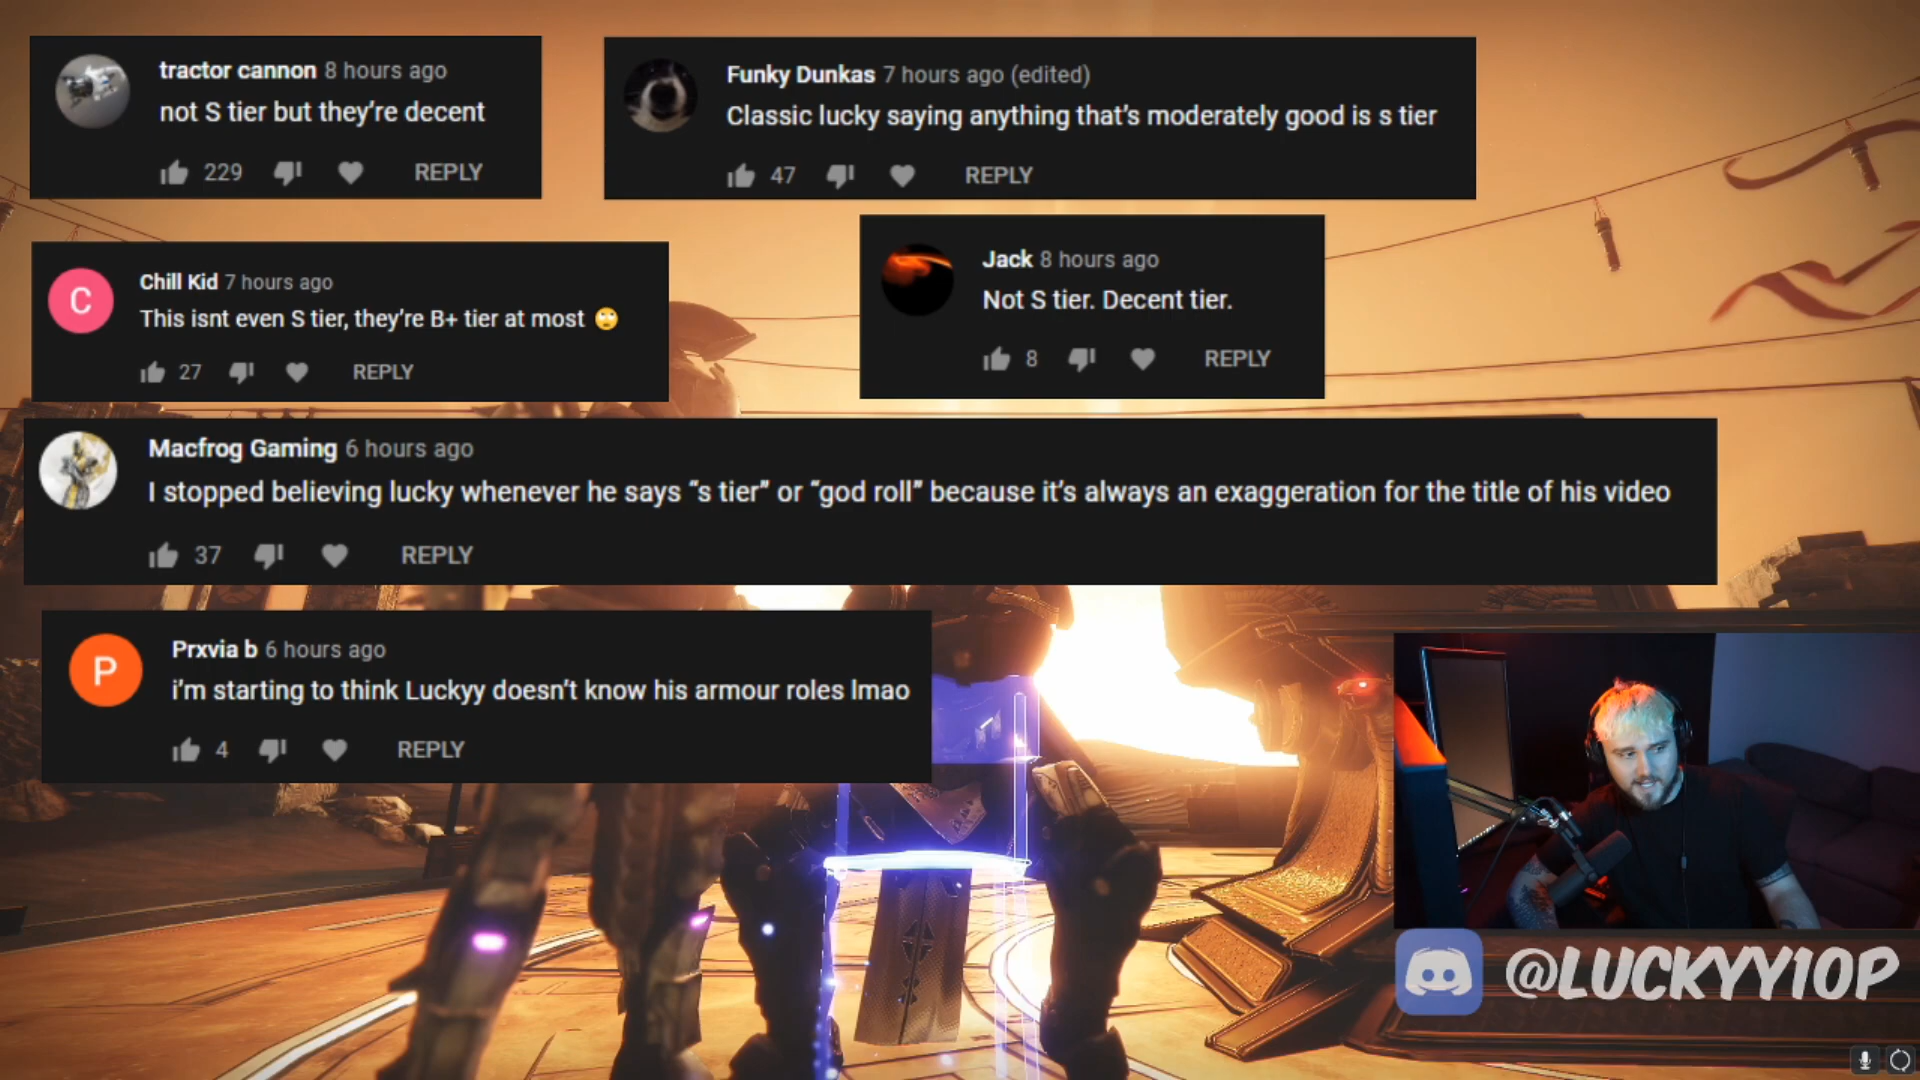 tractor cannon 8 hours ago
not S tier but they're decent
229 REPLY
Funky Dunkas 7 hours ago (edited)
Classic lucky saying anything that's moderately good is s tier
47 REPLY
Chill Kid 7 hours ago
This isnt even S tier, they're B+ tier at most 🙄
27 REPLY
Jack 8 hours ago
Not S tier. Decent tier.
8 REPLY
Macfrog Gaming 6 hours ago
I stopped believing lucky whenever he says “s tier” or “god roll” because it's always an exaggeration for the title of his video
37 REPLY
P
Prxvia b 6 hours ago
i'm starting to think Luckyy doesn't know his armour roles lmao
4 REPLY
C
@LUCKYY10P